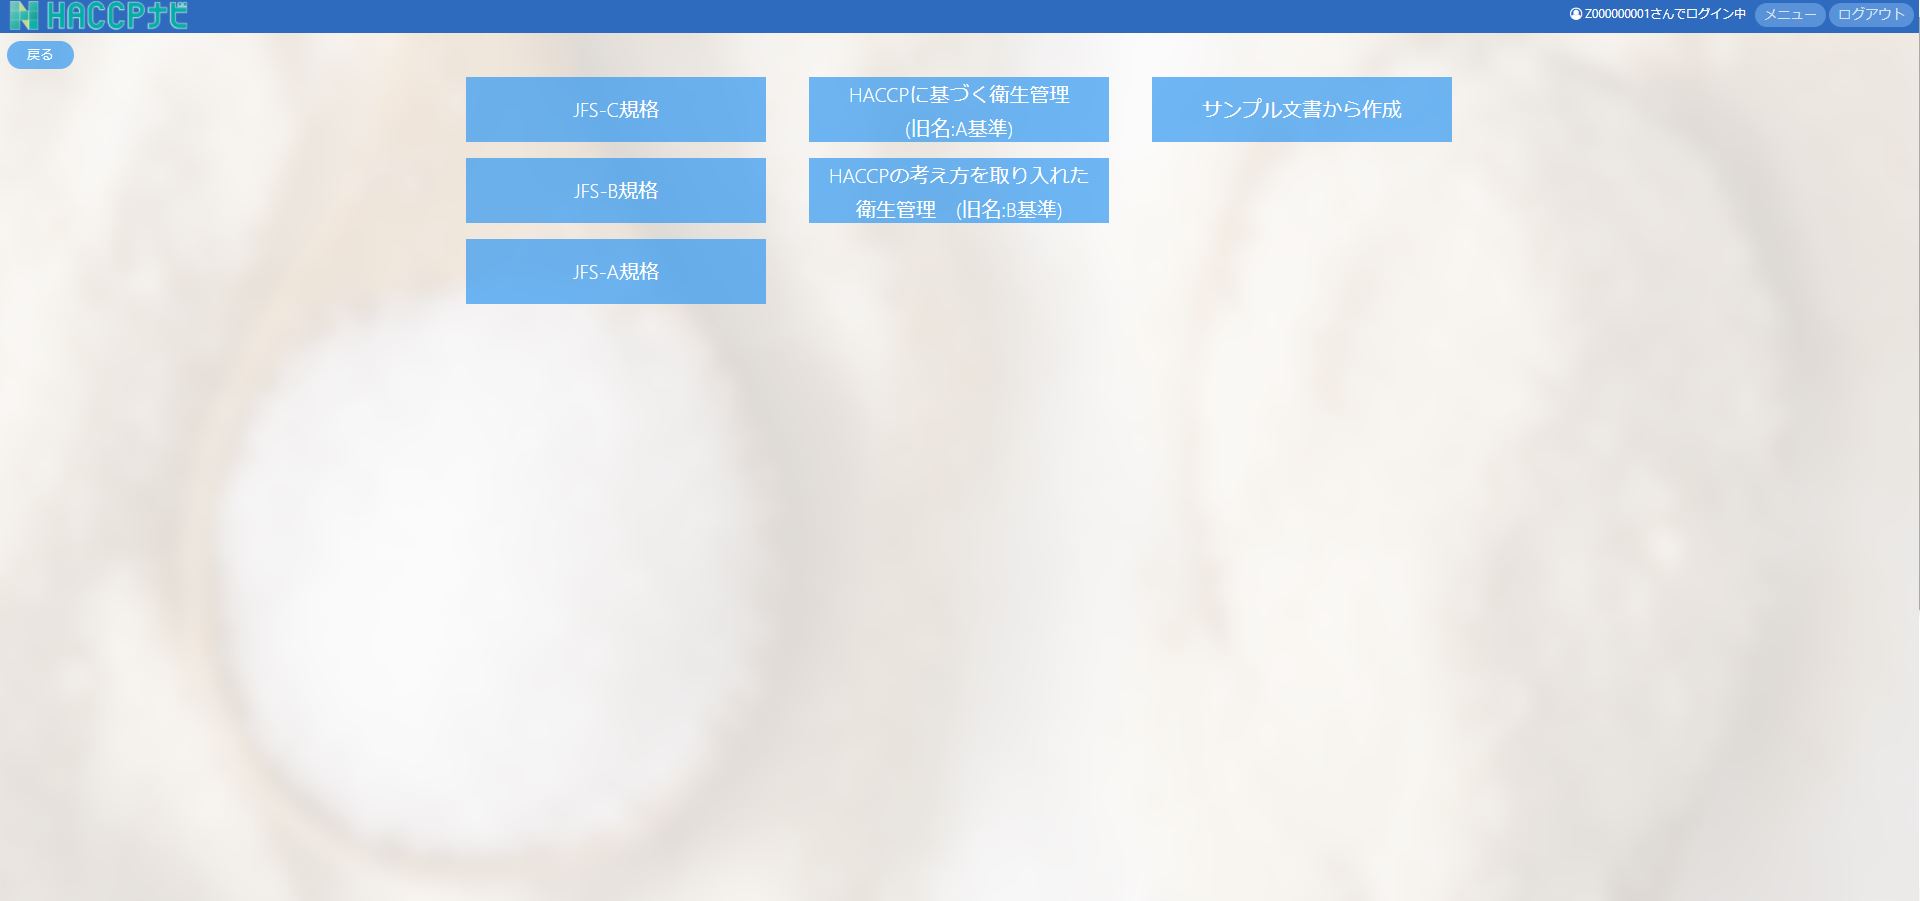 HACCPナビ
Z000000001さんでログイン中
メニュー
ログアウト
戻る
JFS-C規格
HACCPに基づく衛生管理
(旧名:A基準)
サンプル文書から作成
JFS-B規格
HACCPの考え方を取り入れた
衛生管理　(旧名:B基準)
JFS-A規格